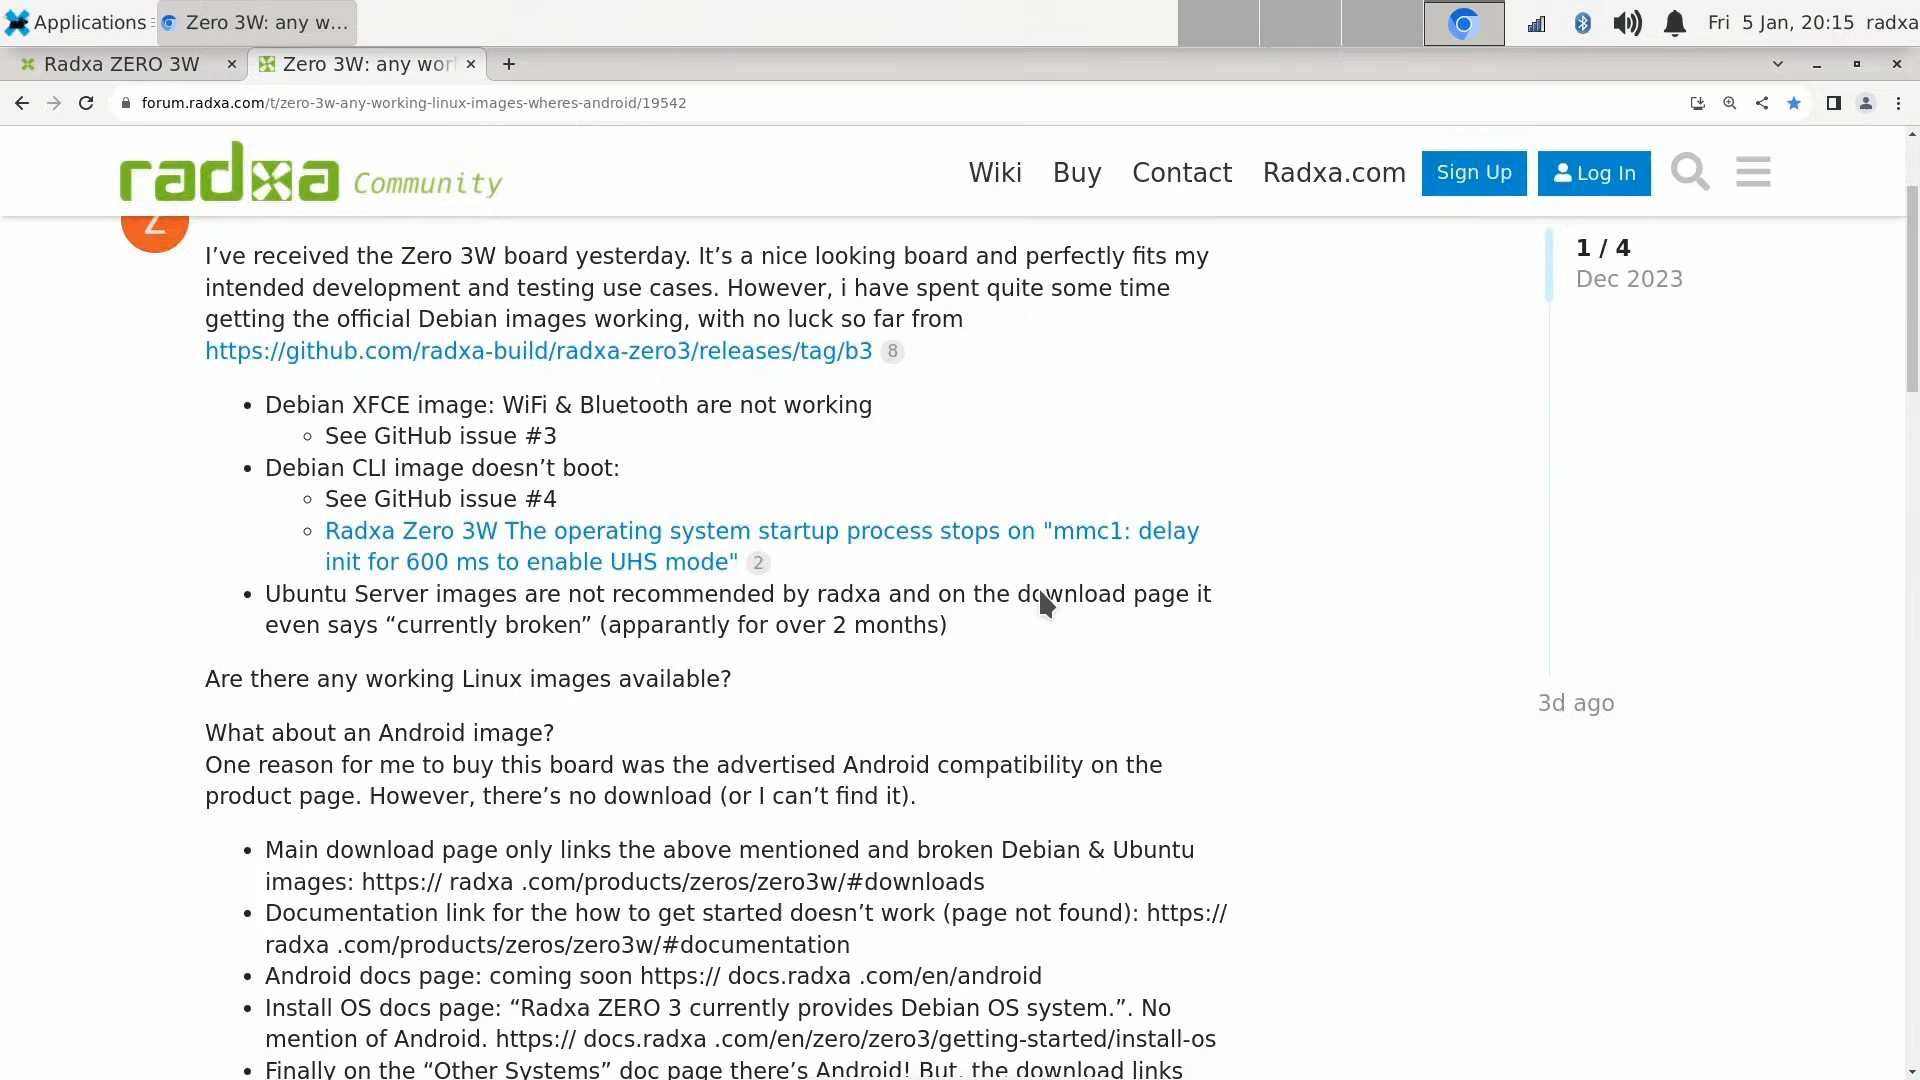 Applications
Zero 3W: any w...
Fri 5 Jan, 20:15 radxa
Radxa ZERO 3W
Zero 3W: any wor
forum.radxa.com/t/zero-3w-any-working-linux-images-wheres-android/19542
radxa Community
Wiki Buy Contact Radxa.com Sign Up Log In
Z
I’ve received the Zero 3W board yesterday. It’s a nice looking board and perfectly fits my
intended development and testing use cases. However, i have spent quite some time
getting the official Debian images working, with no luck so far from
https://github.com/radxa-build/radxa-zero3/releases/tag/b3 8
• Debian XFCE image: WiFi & Bluetooth are not working
◦ See GitHub issue #3
• Debian CLI image doesn’t boot:
◦ See GitHub issue #4
◦ Radxa Zero 3W The operating system startup process stops on "mmc1: delay
init for 600 ms to enable UHS mode" 2
• Ubuntu Server images are not recommended by radxa and on the download page it
even says “currently broken” (apparantly for over 2 months)
Are there any working Linux images available?
What about an Android image?
One reason for me to buy this board was the advertised Android compatibility on the
product page. However, there’s no download (or I can’t find it).
• Main download page only links the above mentioned and broken Debian & Ubuntu
images: https:// radxa .com/products/zeros/zero3w/#downloads
• Documentation link for the how to get started doesn’t work (page not found): https://
radxa .com/products/zeros/zero3w/#documentation
• Android docs page: coming soon https:// docs.radxa .com/en/android
• Install OS docs page: “Radxa ZERO 3 currently provides Debian OS system.”. No
mention of Android. https:// docs.radxa .com/en/zero/zero3/getting-started/install-os
• Finally on the “Other Systems” doc page there’s Android! But, the download links
1 / 4
Dec 2023
3d ago